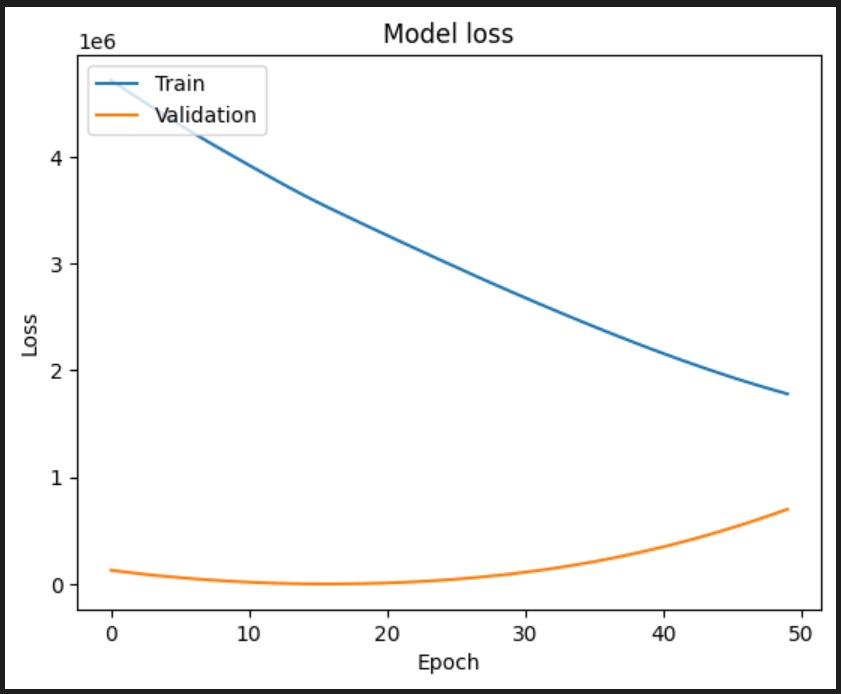 Model loss
1e6
Train
Validation
4
3
2
1
0
Loss
0 10 20 30 40 50
Epoch